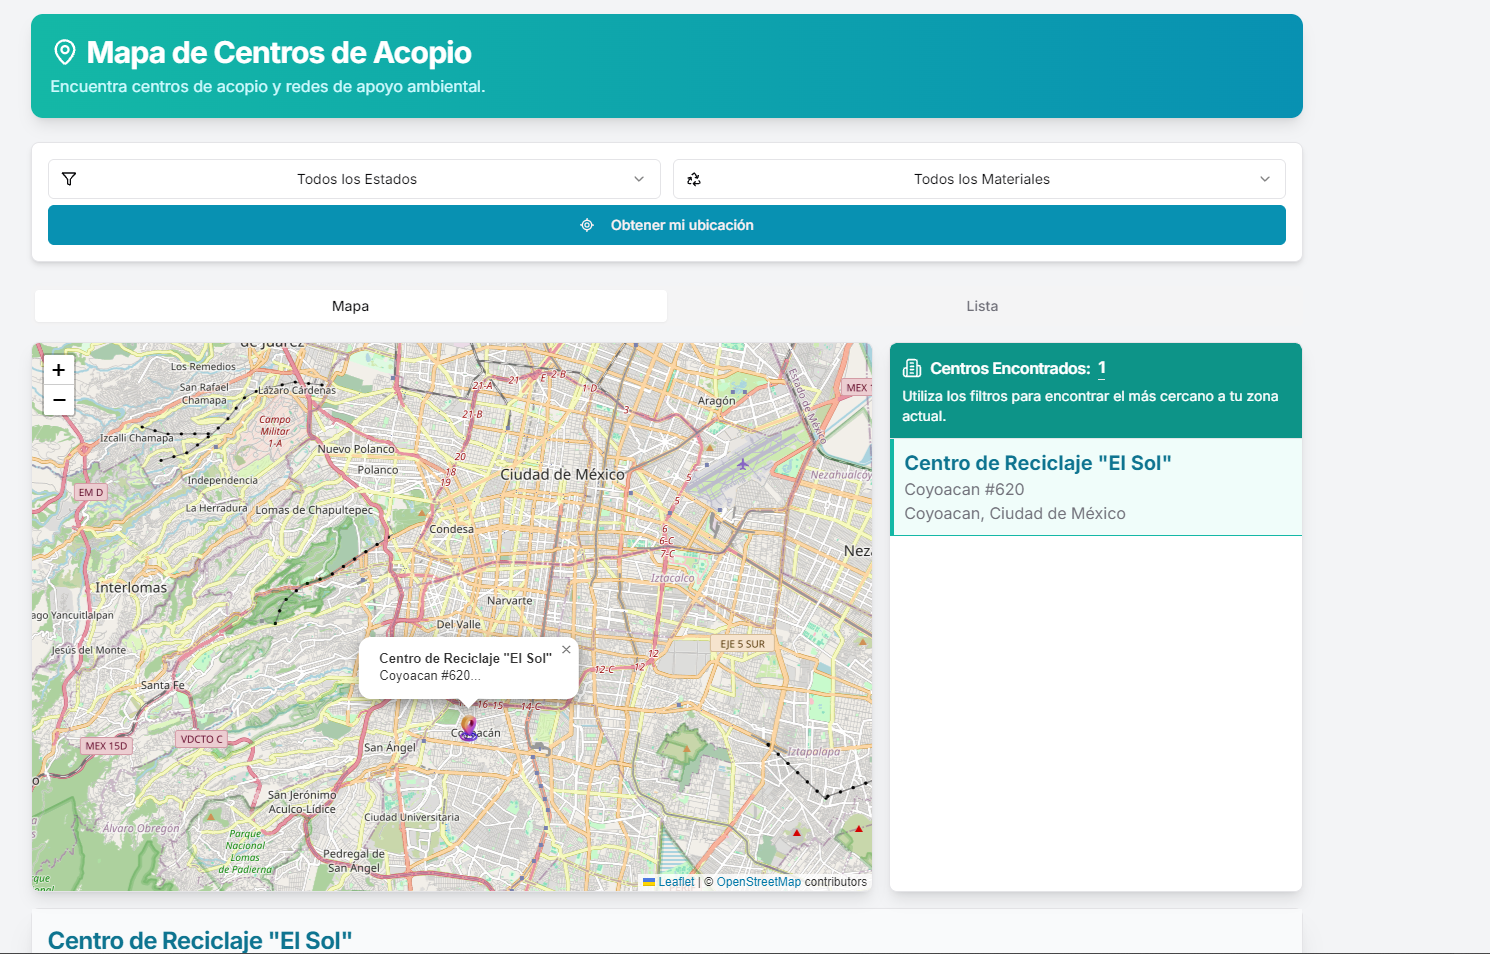 Mapa de Centros de Acopio
Encuentra centros de acopio y redes de apoyo ambiental.
Todos los Estados
Todos los Materiales
Obtener mi ubicación
Mapa
Lista
+
−
de Juárez
Los Remedios
San Rafael
Chamapa
Lázaro Cárdenas
Izcalli Chamapa
Campo
Militar
1-A
21-A
21
E-2-B
1-D
21-B
3
Aragón
Estado de México
MEX 1
Nuevo Polanco
Polanco
20
19
18
Ciudad de México
5
Nezahualcóy
EM D
Independencia
La Herradura
Lomas de Chapultepec
Condesa
5
6
6-C
7-C
Neza
Iztacalco
Interlomas
Narvarte
ago Yancuitlalpan
Del Valle
Jesús del Monte
EJE 5 SUR
12
12-C
12
Santa Fe
Centro de Reciclaje "El Sol"
×
Coyoacan #620...
16-15
14-C
MEX 15D
VDCTO C
San Ángel
Coyoacán
Iztapalapa
San Jerónimo
Aculco-Lídice
Ciudad Universitaria
Álvaro Obregón
Parque
Nacional
Lomas
de Padierna
Pedregal de
San Ángel
Leaflet | © OpenStreetMap contributors
Centros Encontrados: 1
Utiliza los filtros para encontrar el más cercano a tu zona
actual.
Centro de Reciclaje "El Sol"
Coyoacan #620
Coyoacan, Ciudad de México
Centro de Reciclaje "El Sol"